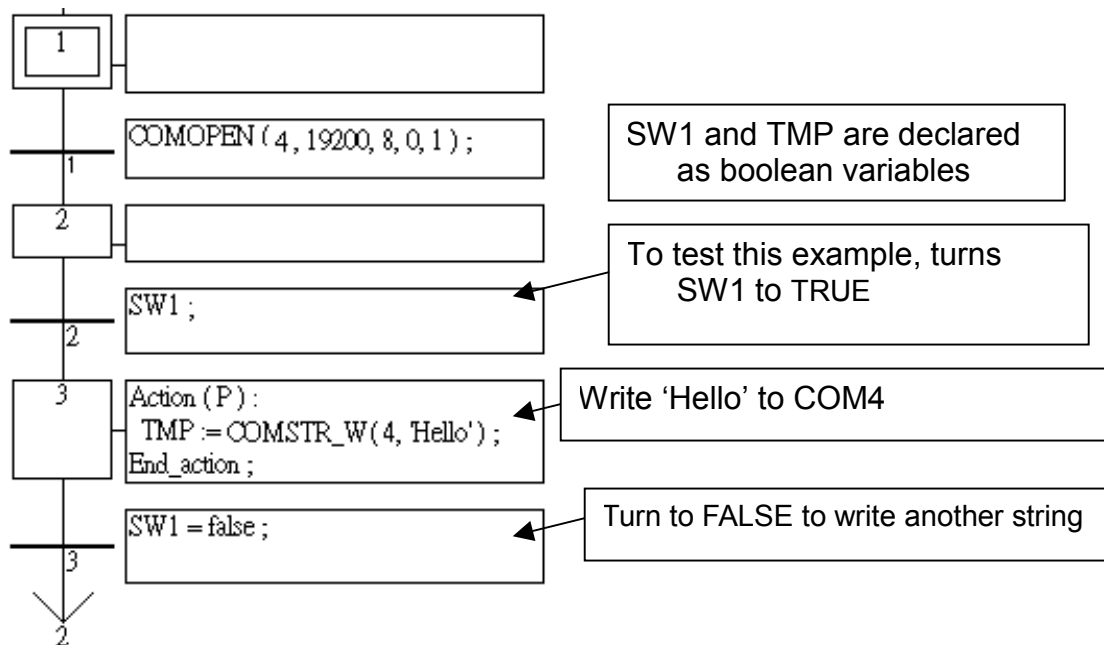 1
COMOPEN ( 4 , 19200, 8, 0, 1 ) ;
1
SW1 and TMP are declared
as boolean variables
2
To test this example, turns
SW1 to TRUE
SW1 ;
2
3
Action ( P ) :
TMP := COMSTR_W( 4, 'Hello' ) ;
End_action ;
Write ‘Hello’ to COM4
SW1 = false ;
3
Turn to FALSE to write another string
2